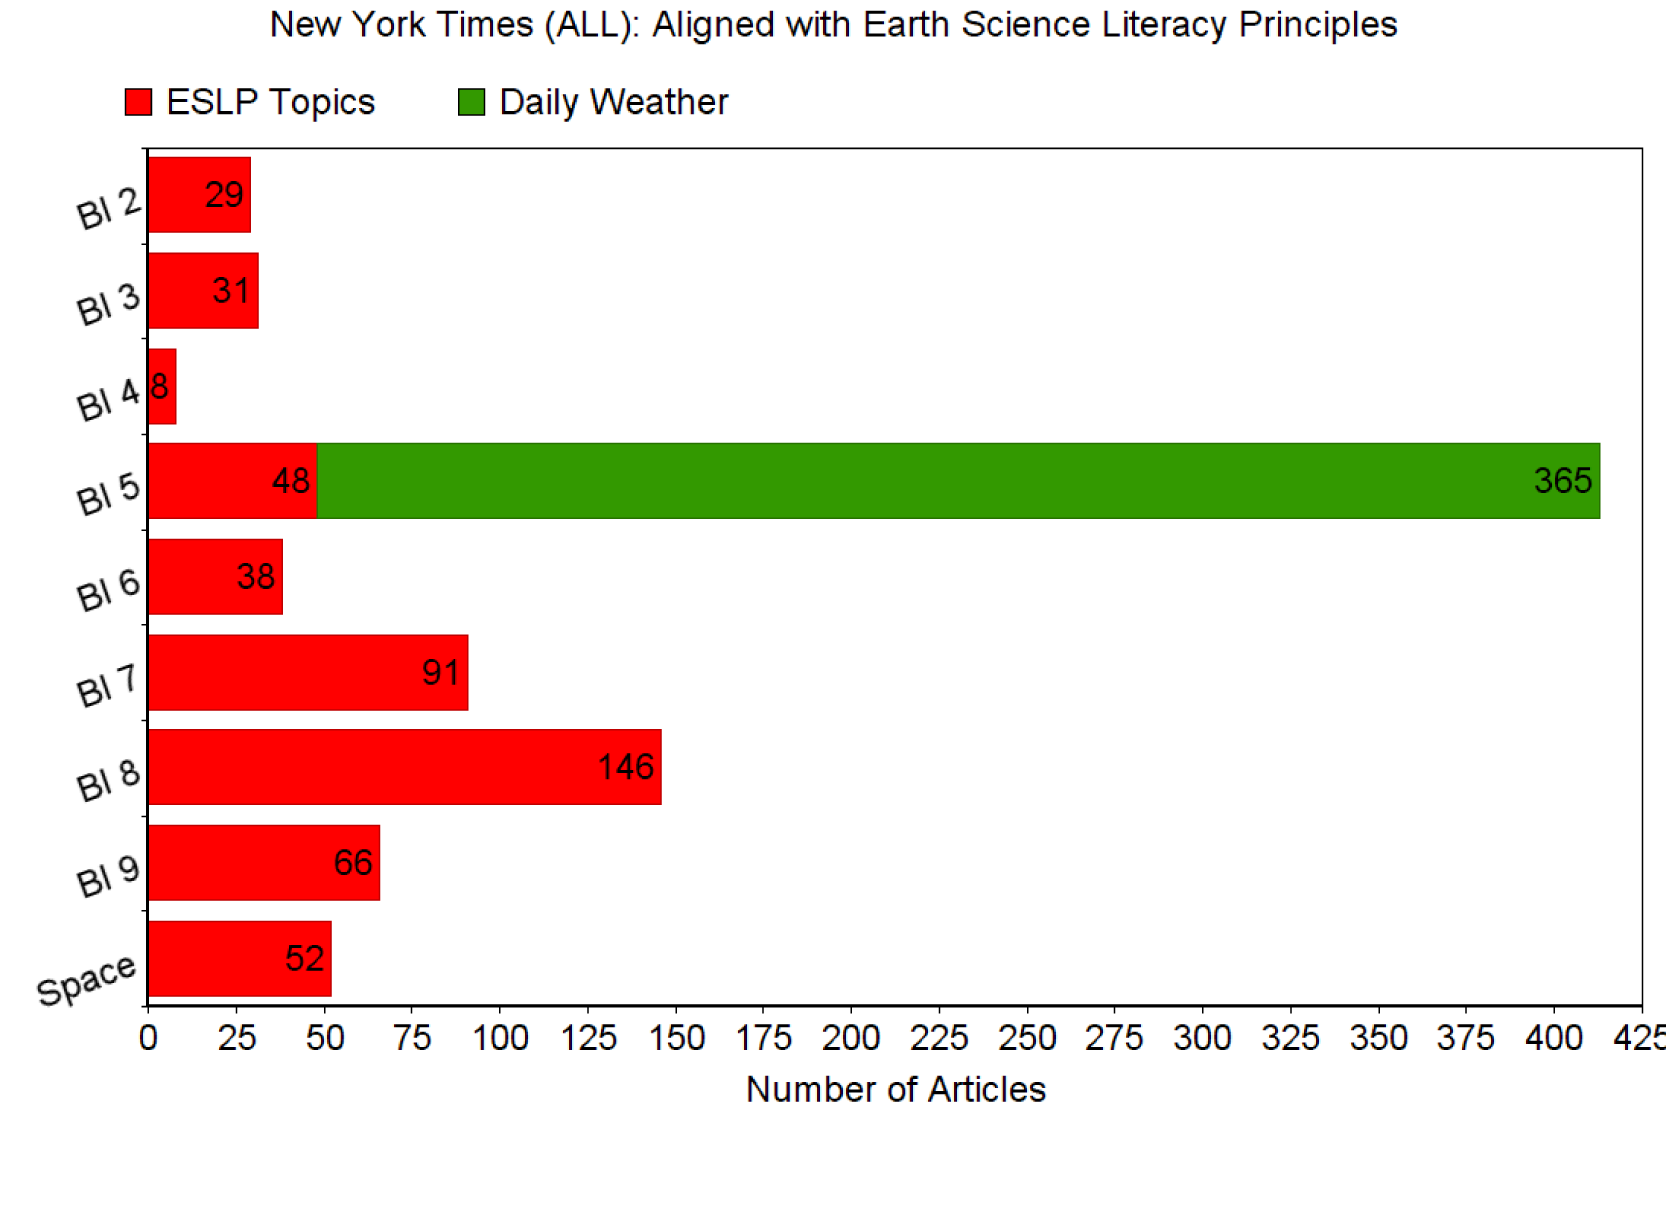 New York Times (ALL): Aligned with Earth Science Literacy Principles
ESLP Topics Daily Weather
BI 2 29
BI 3 31
BI 4 8
BI 5 48 365
BI 6 38
BI 7 91
BI 8 146
BI 9 66
Space 52
0 25 50 75 100 125 150 175 200 225 250 275 300 325 350 375 400 425
Number of Articles